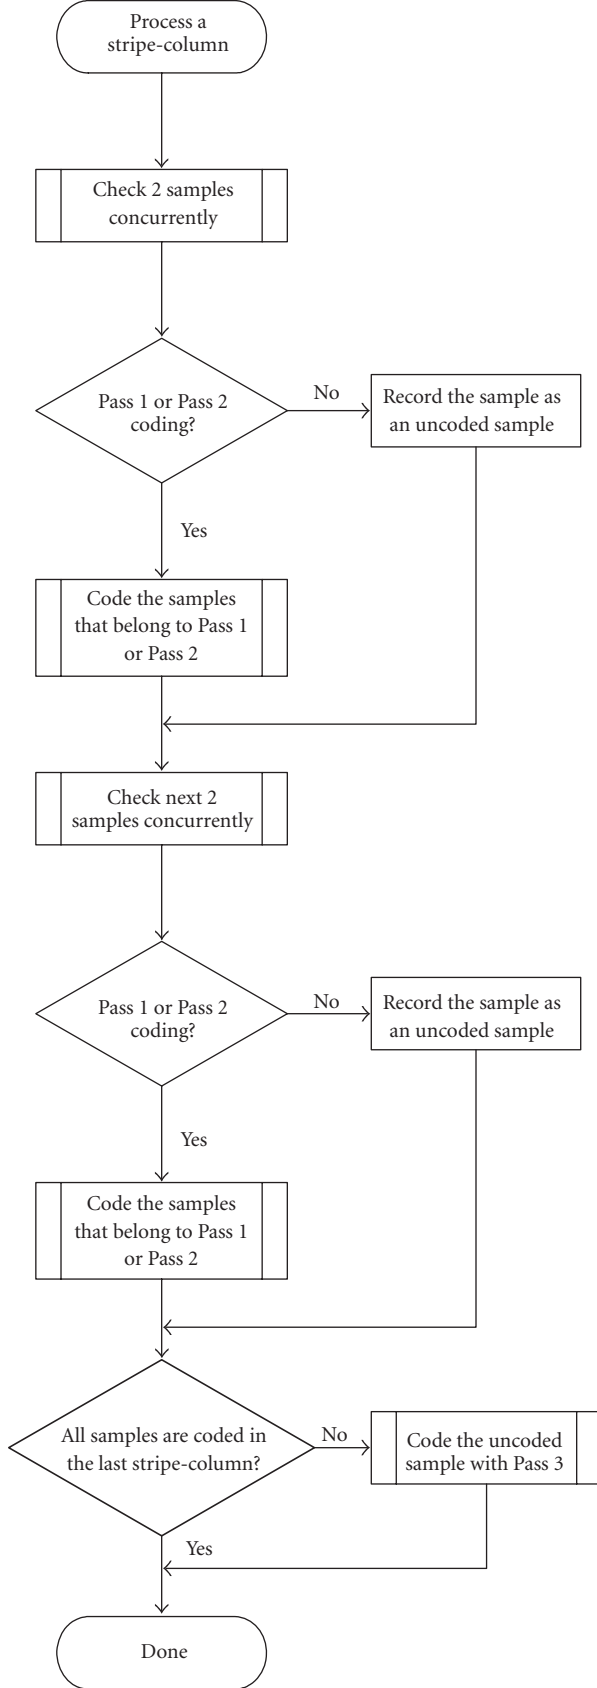 Process a
stripe-column
Check 2 samples
concurrently
Pass 1 or Pass 2
coding?
No
Record the sample as
an uncoded sample
Yes
Code the samples
that belong to Pass 1
or Pass 2
Check next 2
samples concurrently
Pass 1 or Pass 2
coding?
No
Record the sample as
an uncoded sample
Yes
Code the samples
that belong to Pass 1
or Pass 2
All samples are coded in
the last stripe-column?
No
Code the uncoded
sample with Pass 3
Yes
Done